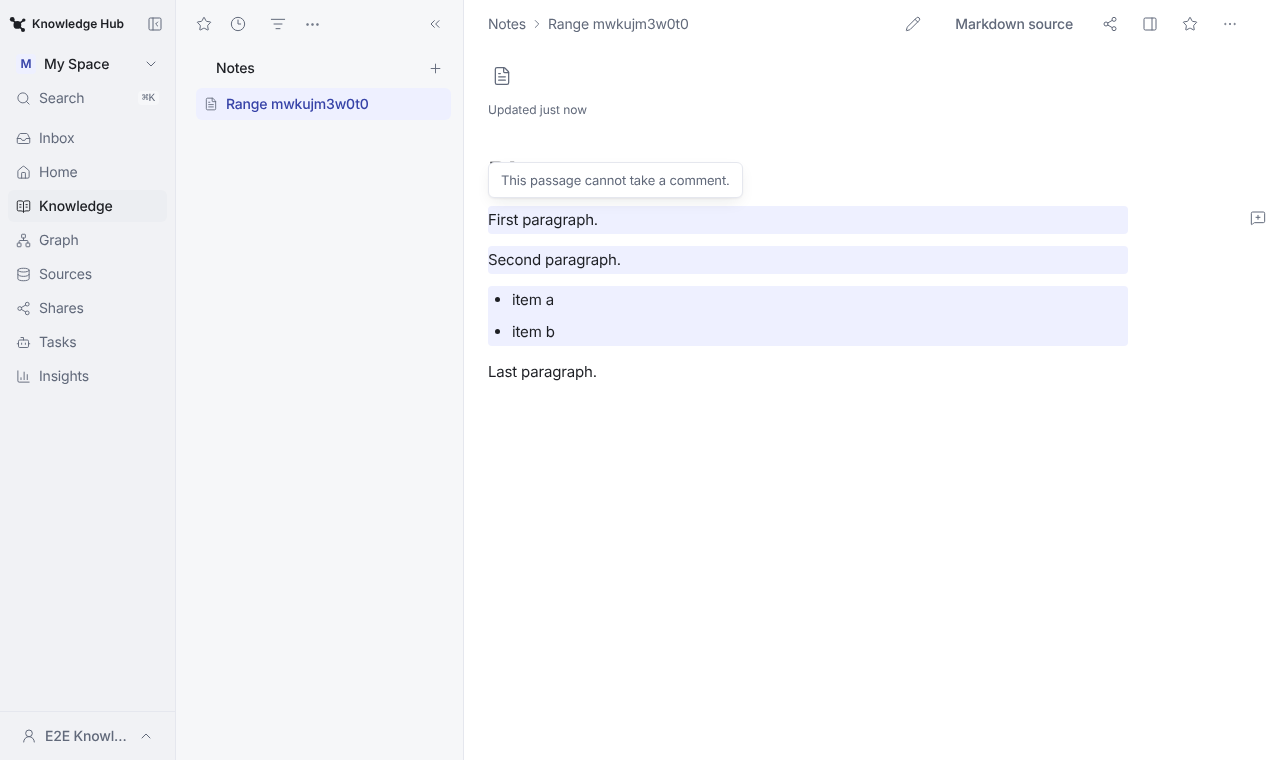 Knowledge Hub
M My Space
Search ⌘K
Inbox
Home
Knowledge
Graph
Sources
Shares
Tasks
Insights
E2E Knowl...
Notes
Range mwkujm3w0t0
Notes > Range mwkujm3w0t0
Markdown source
Updated just now
This passage cannot take a comment.
First paragraph.
Second paragraph.
• item a
• item b
Last paragraph.